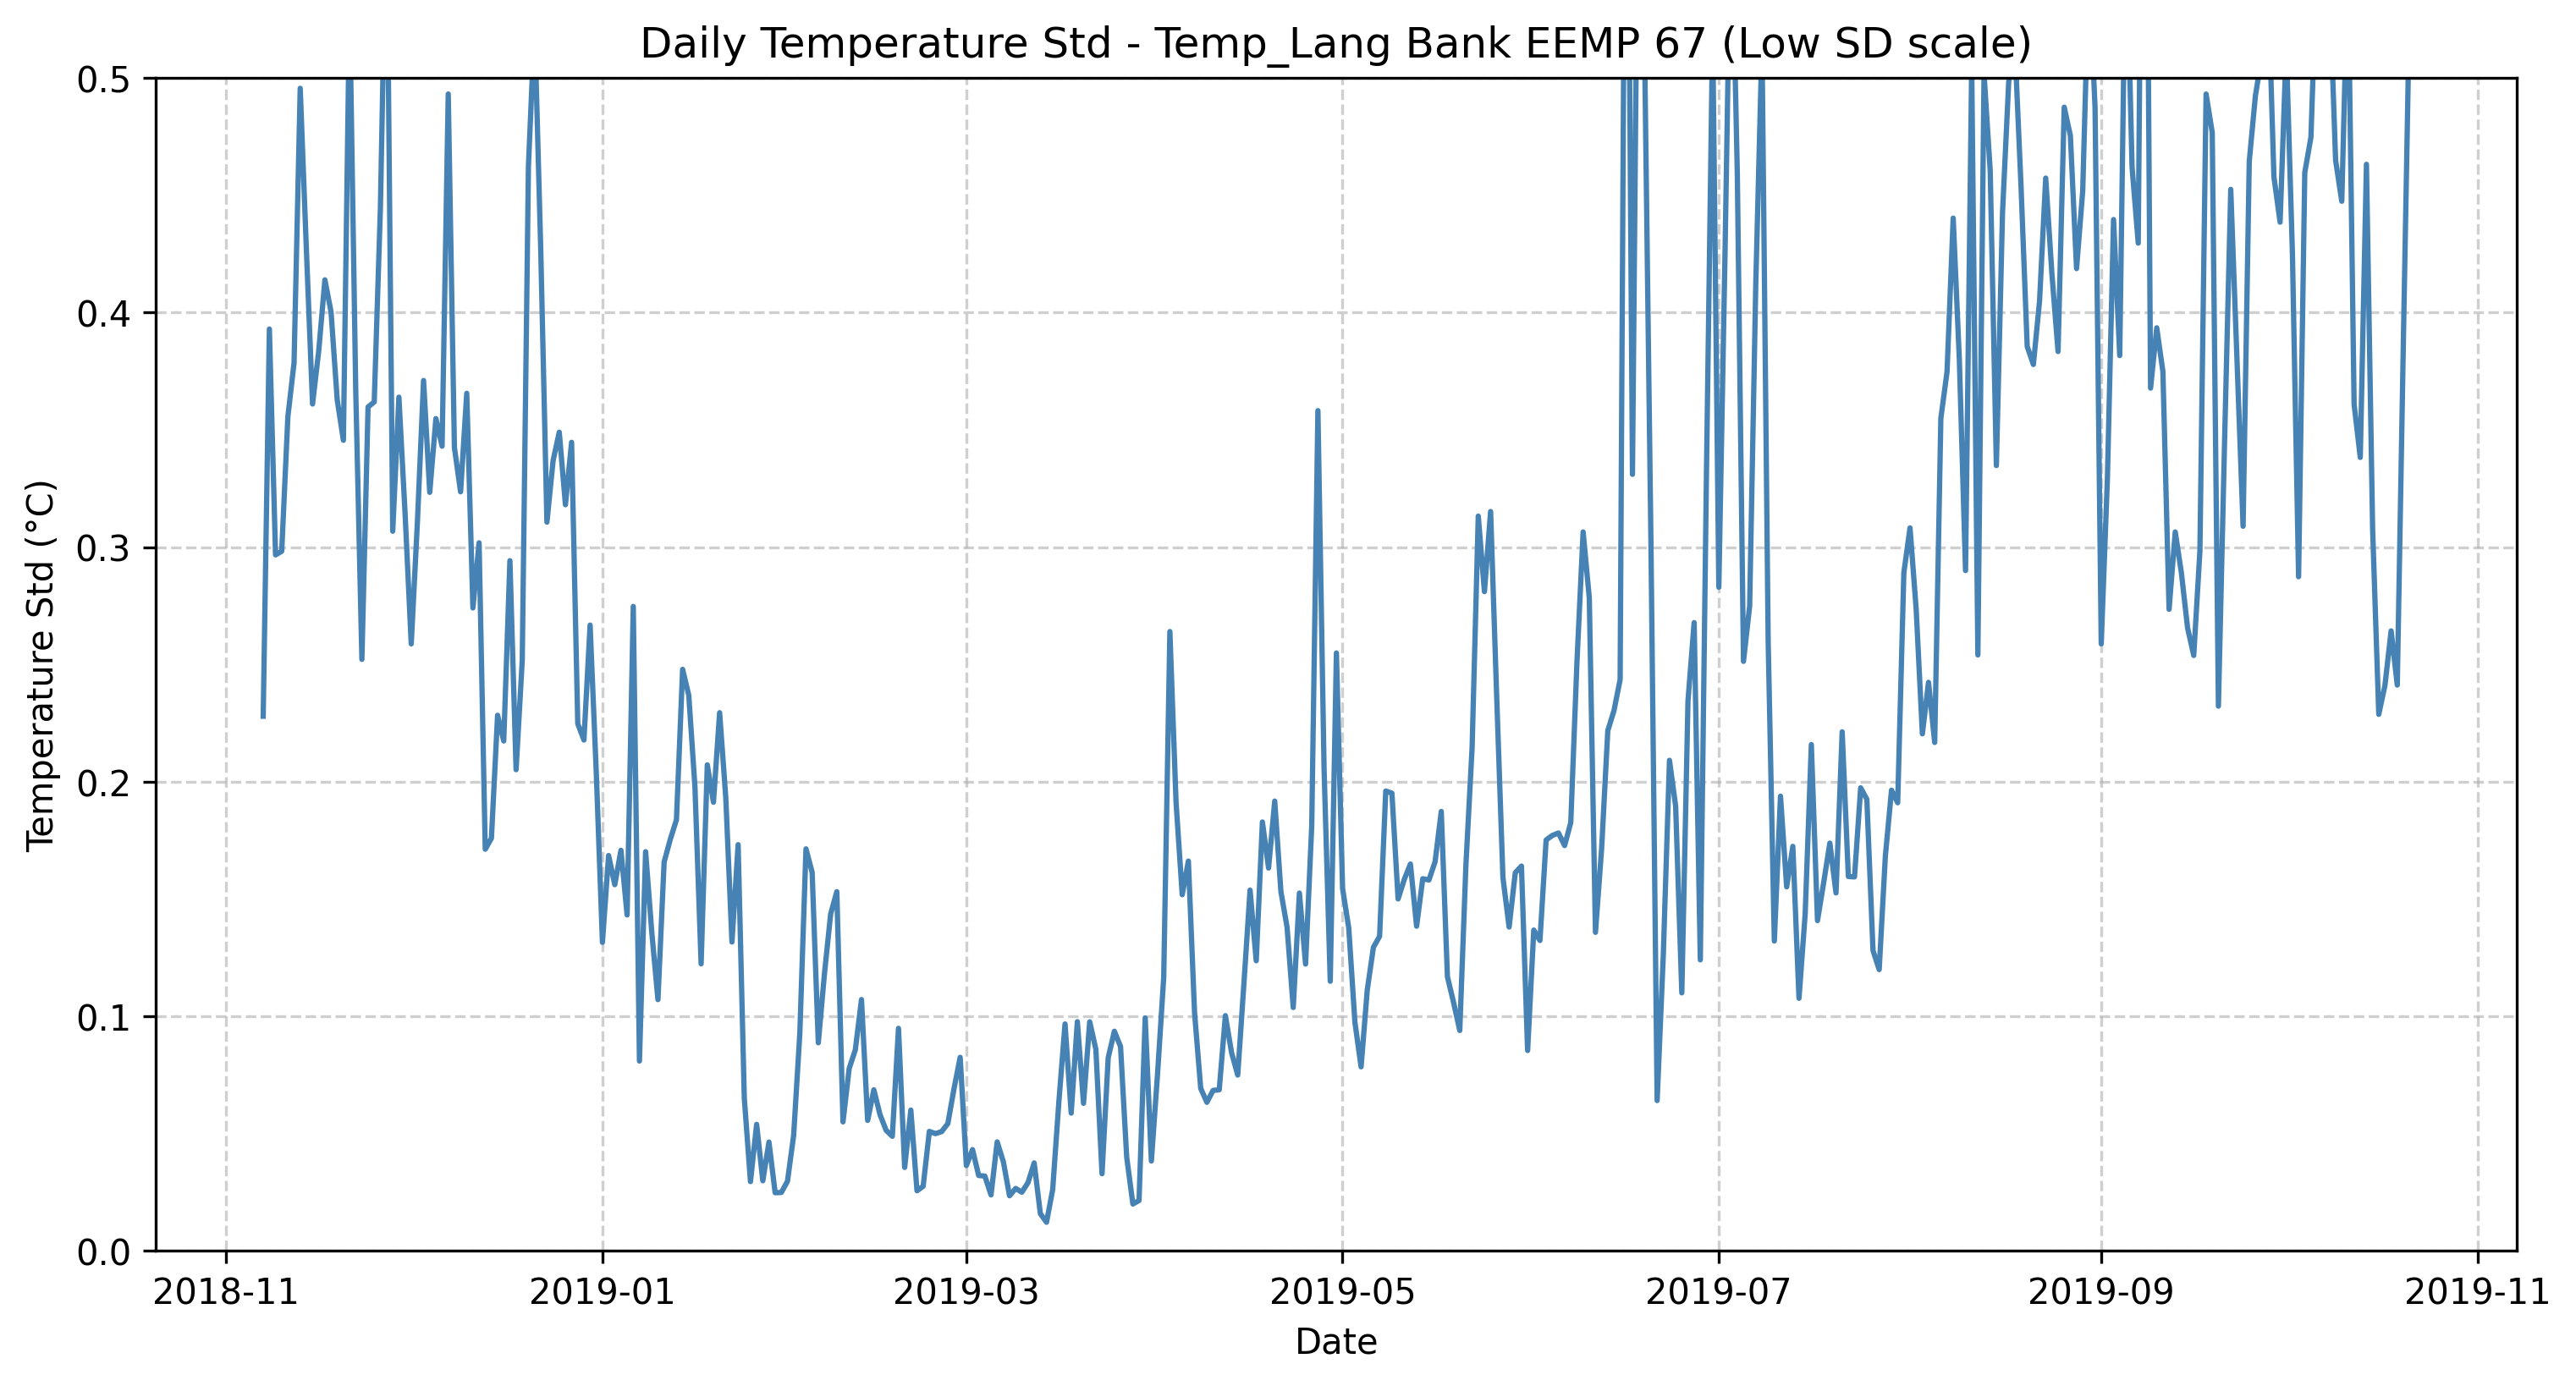 Daily Temperature Std - Temp_Lang Bank EEMP 67 (Low SD scale)
Temperature Std (°C)
0.5
0.4
0.3
0.2
0.1
0.0
2018-11 2019-01 2019-03 2019-05 2019-07 2019-09 2019-11
Date